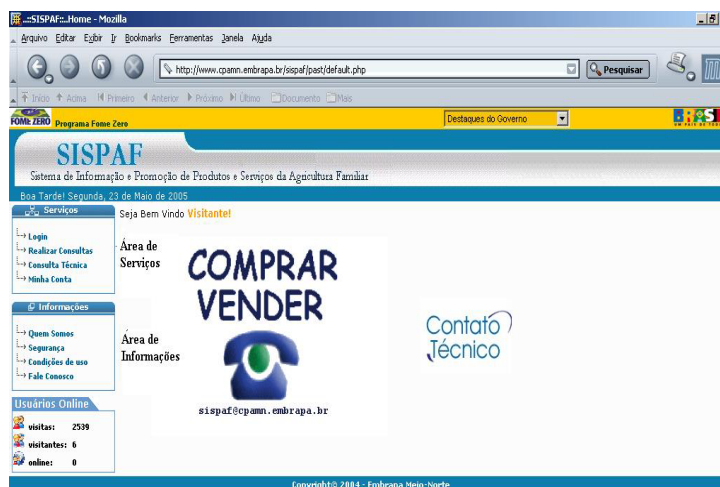 ..::SISPAF::..Home - Mozilla
Arquivo Editar Exibir Ir Bookmarks Ferramentas Janela Ajuda
http://www.cpamn.embrapa.br/sispaf/past/default.php
Pesquisar
Início Acima Primeiro Anterior Próximo Último Documento Mais
FOME ZERO Programa Fome Zero
Destaques do Governo
BRASIL
SISPAF
Sistema de Informação e Promoção de Produtos e Serviços da Agricultura Familiar
Boa Tarde! Segunda, 23 de Maio de 2005
Serviços
Seja Bem Vindo Visitante!
Login
Realizar Consultas
Consulta Técnica
Minha Conta
Área de
Serviços
COMPRAR
VENDER
Informações
Quem Somos
Segurança
Condições de uso
Fale Conosco
Área de
Informações
Contato
Técnico
sispaf@cpamn.embrapa.br
Usuários Online
visitas: 2539
visitantes: 6
online: 0
Copyright© 2004 - Embrapa Meio-Norte